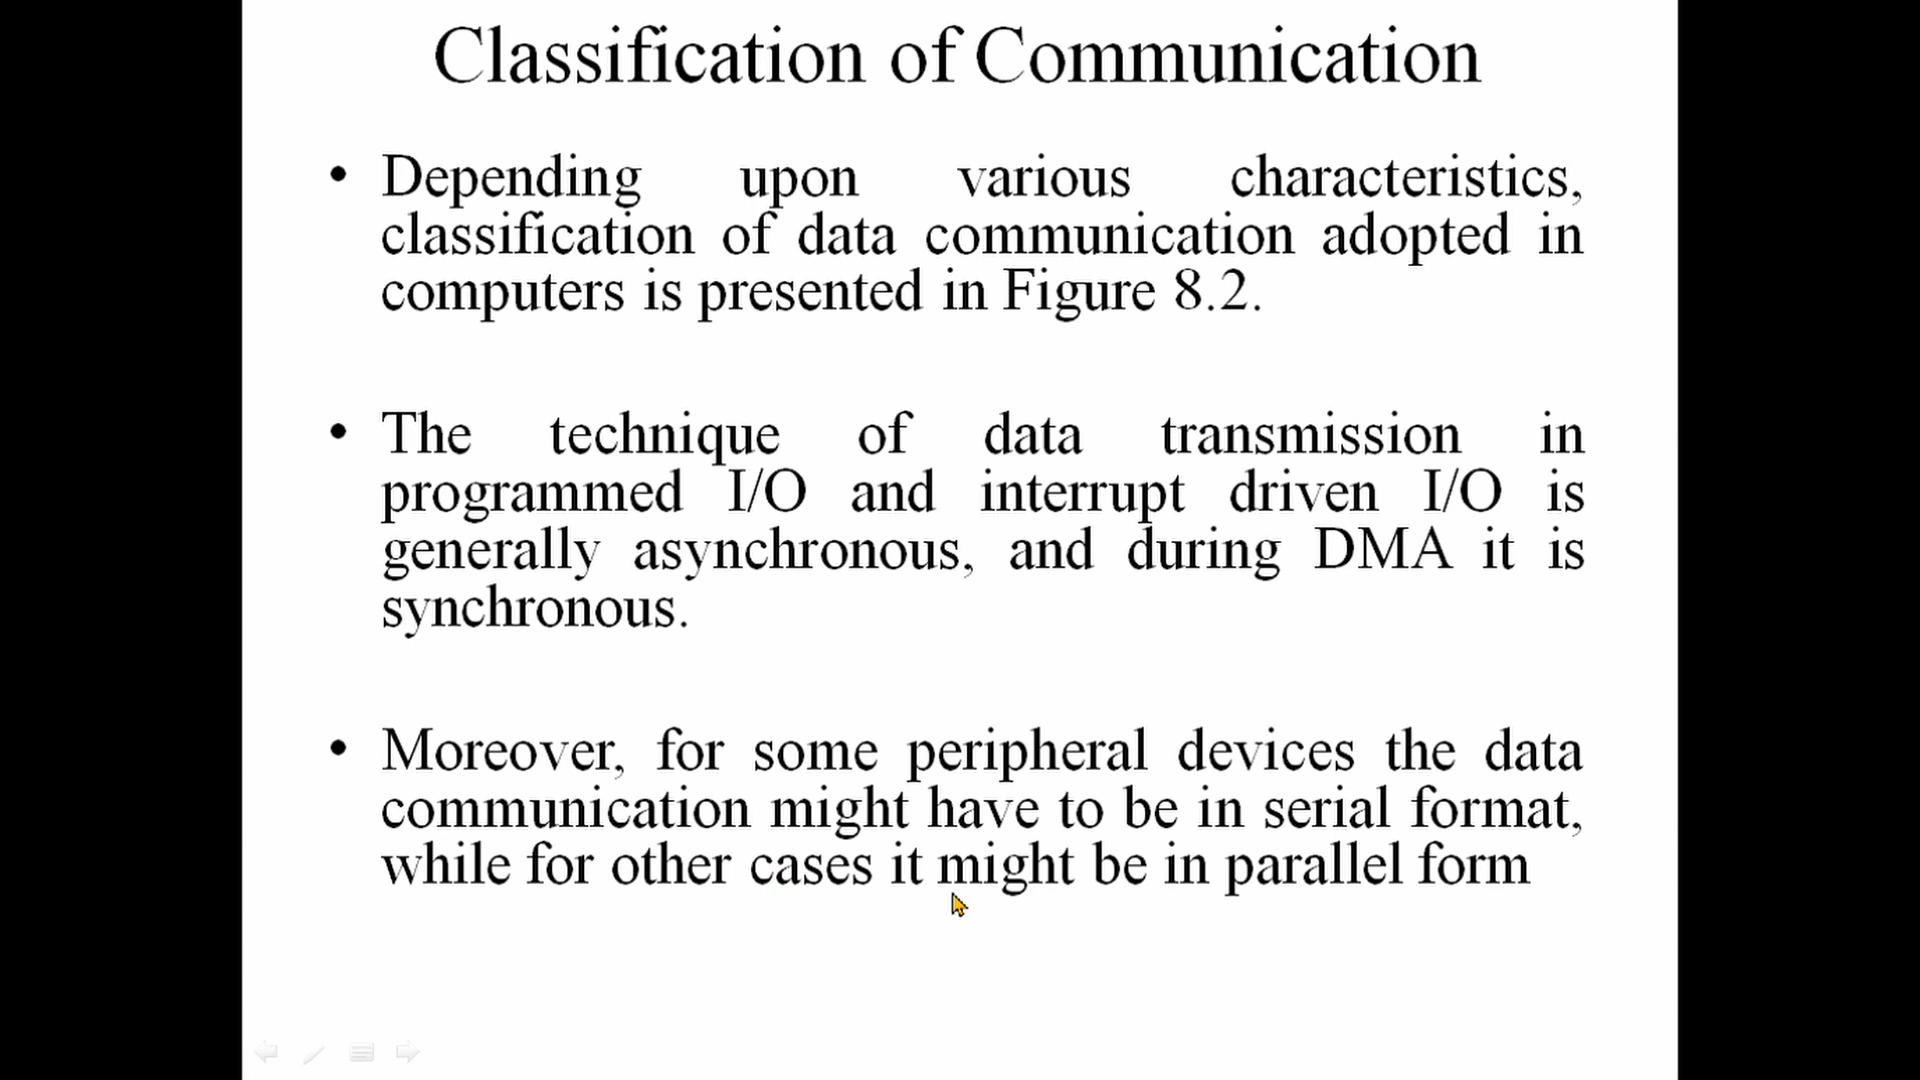 Classification of Communication
• Depending upon various characteristics,
classification of data communication adopted in
computers is presented in Figure 8.2.
• The technique of data transmission in
programmed I/O and interrupt driven I/O is
generally asynchronous, and during DMA it is
synchronous.
• Moreover, for some peripheral devices the data
communication might have to be in serial format,
while for other cases it might be in parallel form